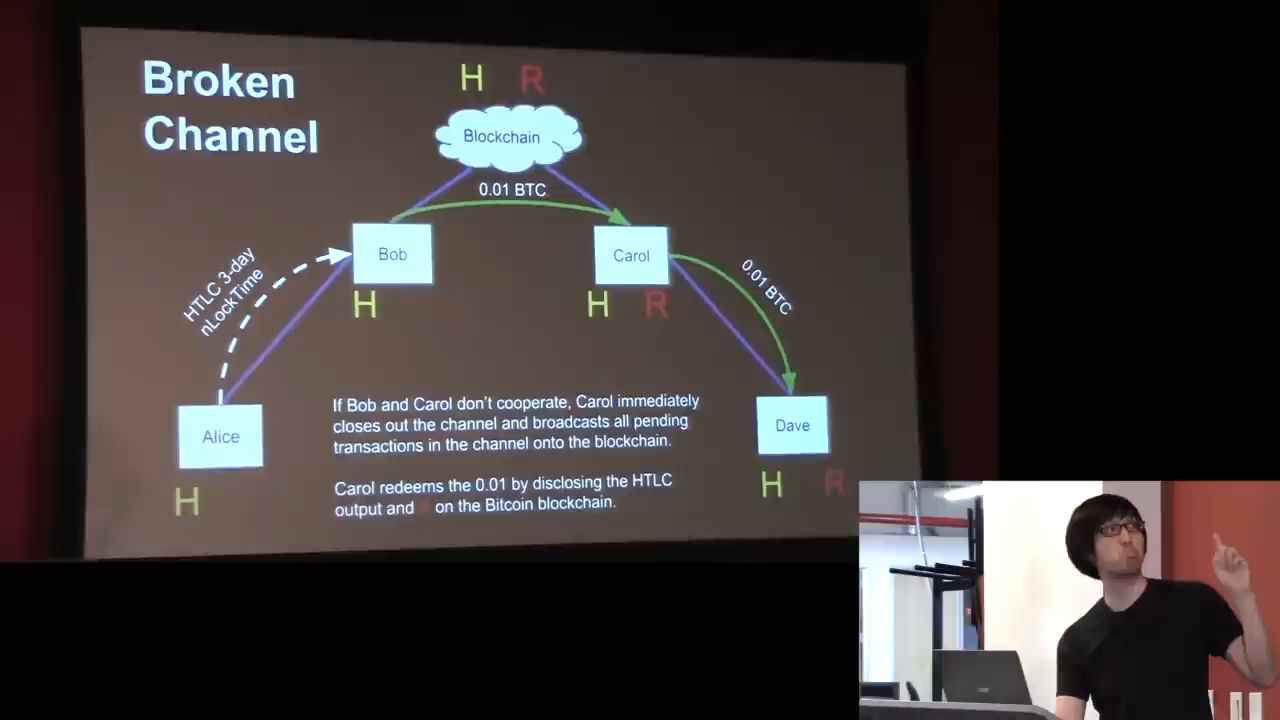 Broken
Channel
H R
Blockchain
0.01 BTC
Bob
Carol
H
H R
HTLC 3-day
nLockTime
0.01 BTC
Alice
H
Dave
H R
If Bob and Carol don't cooperate, Carol immediately
closes out the channel and broadcasts all pending
transactions in the channel onto the blockchain.
Carol redeems the 0.01 by disclosing the HTLC
output and R on the Bitcoin blockchain.